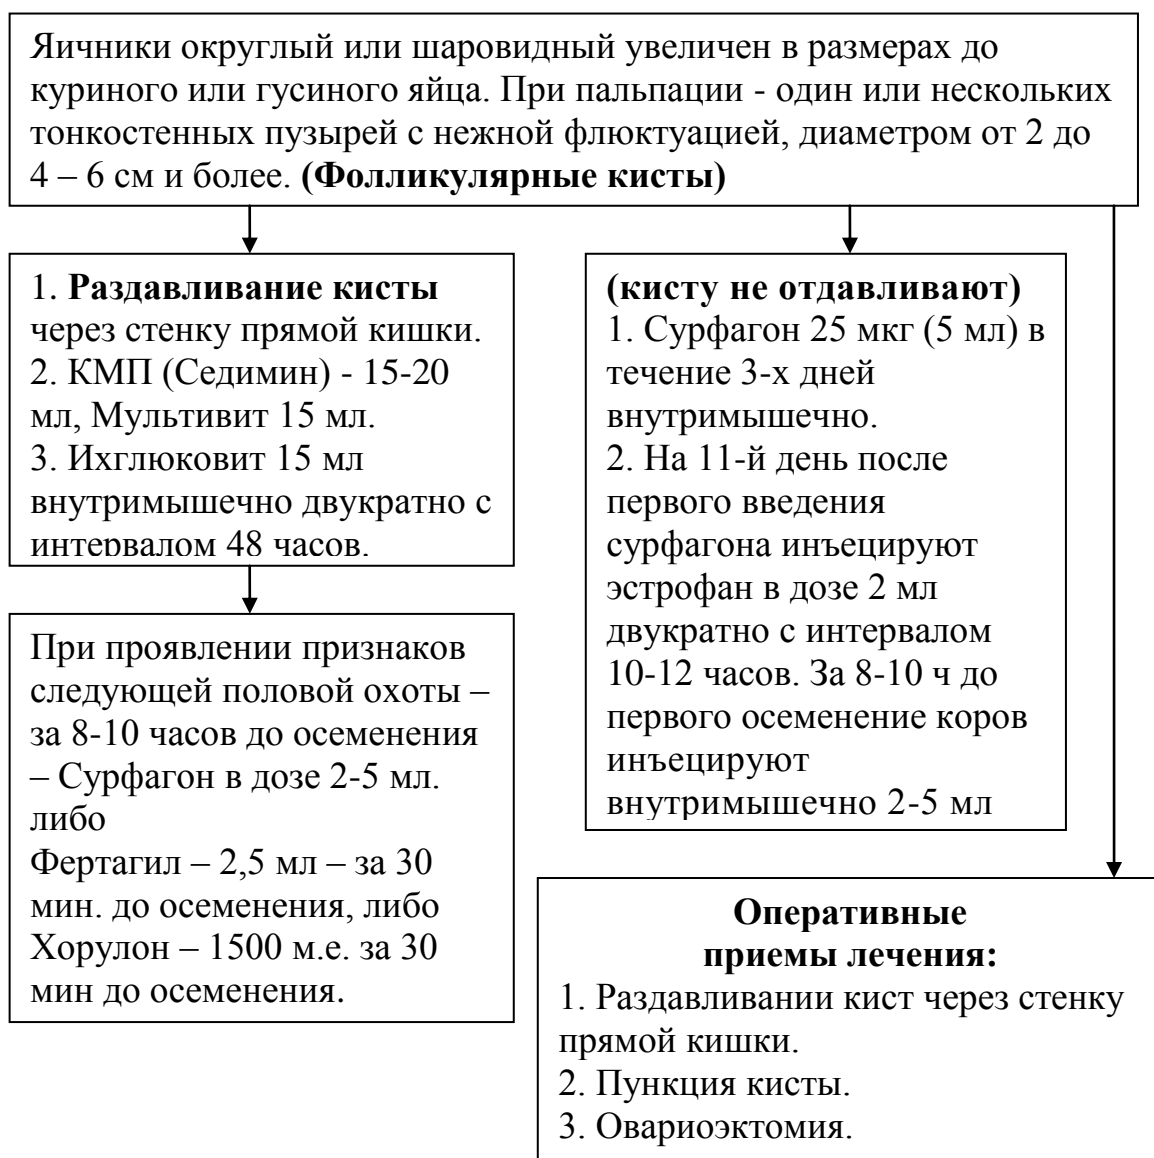 Яичники округлый или шаровидный увеличен в размерах до
куриного или гусиного яйца. При пальпации - один или нескольких
тонкостенных пузырей с нежной флюктуацией, диаметром от 2 до
4 – 6 см и более. (Фолликулярные кисты)
1. Раздавливание кисты
через стенку прямой кишки.
2. КМП (Седимин) - 15-20
мл, Мультивит 15 мл.
3. Ихглюковит 15 мл
внутримышечно двукратно с
интервалом 48 часов.
При проявлении признаков
следующей половой охоты –
за 8-10 часов до осеменения
– Сурфагон в дозе 2-5 мл.
либо
Фертагил – 2,5 мл – за 30
мин. до осеменения, либо
Хорулон – 1500 м.е. за 30
мин до осеменения.
(кисту не отдавливают)
1. Сурфагон 25 мкг (5 мл) в
течение 3-х дней
внутримышечно.
2. На 11-й день после
первого введения
сурфагона инъецируют
эстрофан в дозе 2 мл
двукратно с интервалом
10-12 часов. За 8-10 ч до
первого осеменение коров
инъецируют
внутримышечно 2-5 мл
Оперативные
приемы лечения:
1. Раздавливании кист через стенку
прямой кишки.
2. Пункция кисты.
3. Овариоэктомия.